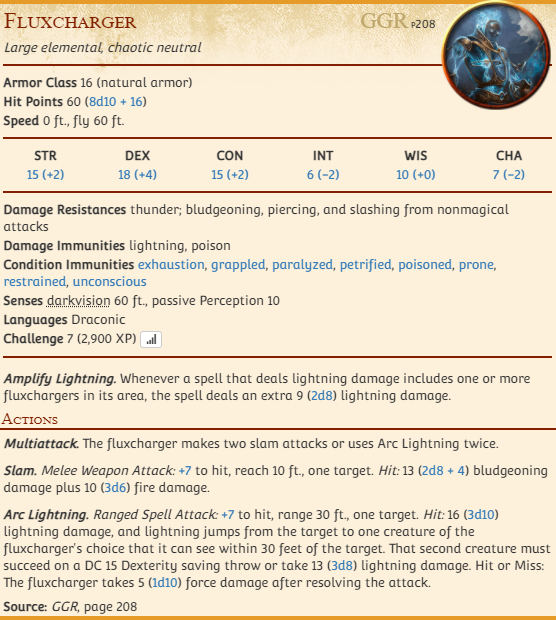 Fluxcharger
GGR p208
Large elemental, chaotic neutral
Armor Class 16 (natural armor)
Hit Points 60 (8d10 + 16)
Speed 0 ft., fly 60 ft.
STR DEX CON INT WIS CHA
15 (+2) 18 (+4) 15 (+2) 6 (−2) 10 (+0) 7 (−2)
Damage Resistances thunder; bludgeoning, piercing, and slashing from nonmagical
attacks
Damage Immunities lightning, poison
Condition Immunities exhaustion, grappled, paralyzed, petrified, poisoned, prone,
restrained, unconscious
Senses darkvision 60 ft., passive Perception 10
Languages Draconic
Challenge 7 (2,900 XP)
Amplify Lightning. Whenever a spell that deals lightning damage includes one or more
fluxchargers in its area, the spell deals an extra 9 (2d8) lightning damage.
Actions
Multiattack. The fluxcharger makes two slam attacks or uses Arc Lightning twice.
Slam. Melee Weapon Attack: +7 to hit, reach 10 ft., one target. Hit: 13 (2d8 + 4) bludgeoning
damage plus 10 (3d6) fire damage.
Arc Lightning. Ranged Spell Attack: +7 to hit, range 30 ft., one target. Hit: 16 (3d10)
lightning damage, and lightning jumps from the target to one creature of the
fluxcharger's choice that it can see within 30 feet of the target. That second creature must
succeed on a DC 15 Dexterity saving throw or take 13 (3d8) lightning damage. Hit or Miss:
The fluxcharger takes 5 (1d10) force damage after resolving the attack.
Source: GGR, page 208